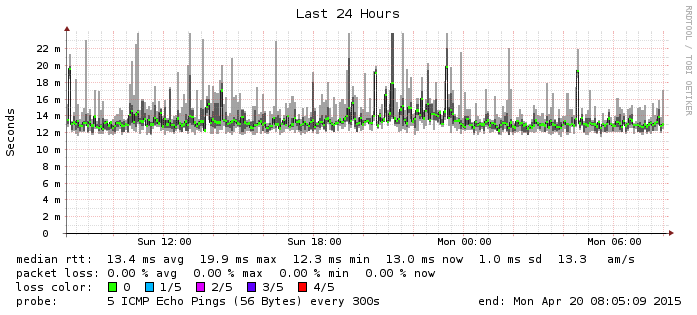 Last 24 Hours
RRDTOOL / TOBI OETIKER
Seconds
22 m
20 m
18 m
16 m
14 m
12 m
10 m
8 m
6 m
4 m
2 m
0
Sun 12:00 Sun 18:00 Mon 00:00 Mon 06:00
median rtt: 13.4 ms avg 19.9 ms max 12.3 ms min 13.0 ms now 1.0 ms sd 13.3 am/s
packet loss: 0.00 % avg 0.00 % max 0.00 % min 0.00 % now
loss color: 0 1/5 2/5 3/5 4/5
probe: 5 ICMP Echo Pings (56 Bytes) every 300s end: Mon Apr 20 08:05:09 2015